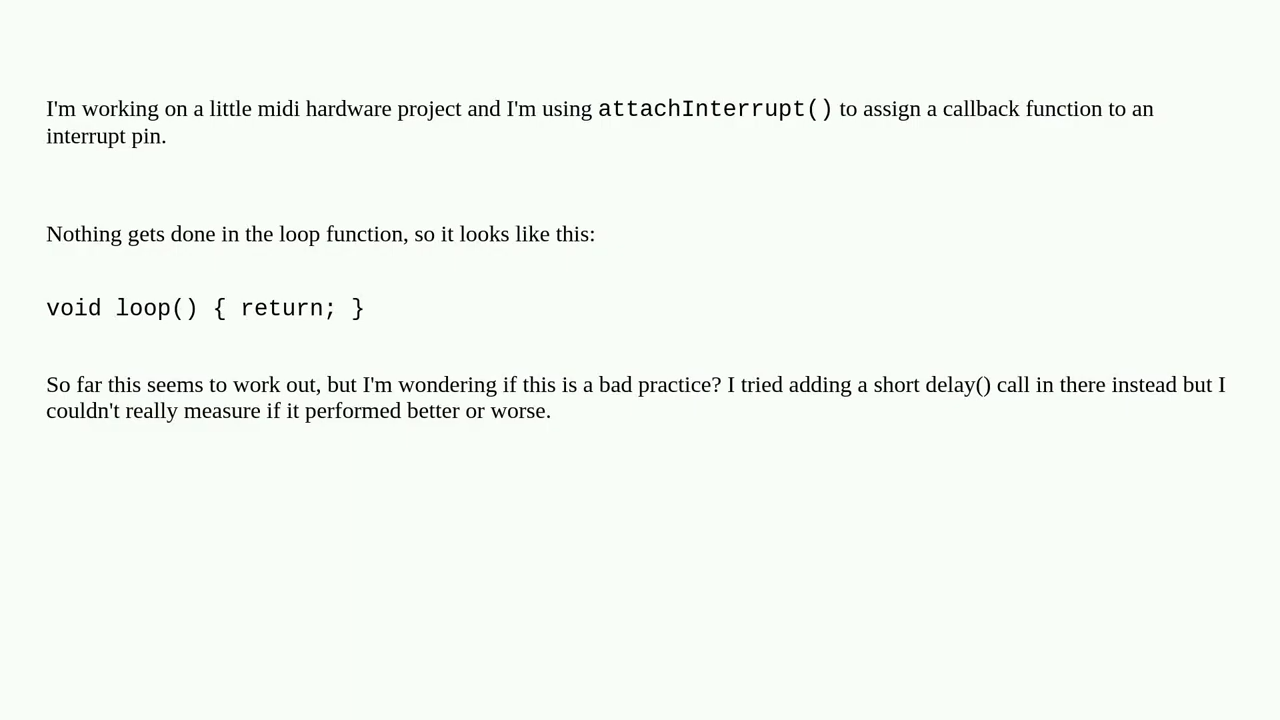 I'm working on a little midi hardware project and I'm using attachInterrupt() to assign a callback function to an
interrupt pin.
Nothing gets done in the loop function, so it looks like this:
void loop() { return; }
So far this seems to work out, but I'm wondering if this is a bad practice? I tried adding a short delay() call in there instead but I
couldn't really measure if it performed better or worse.